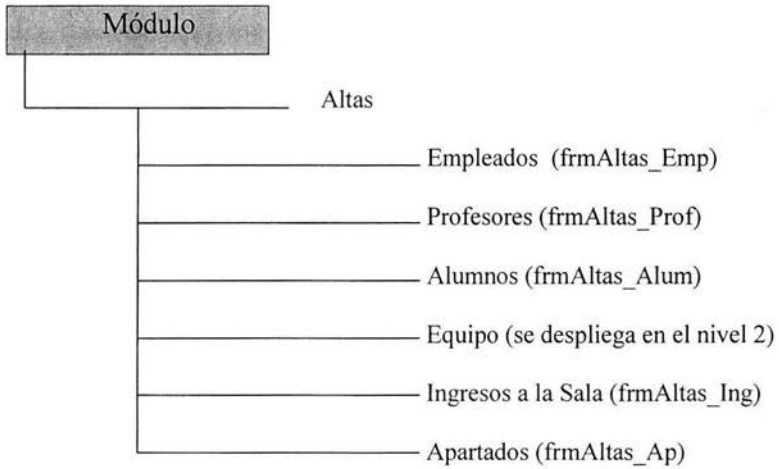 Módulo
Altas
Empleados (frmAltas_Emp)
Profesores (frmAltas_Prof)
Alumnos (frmAltas_Alum)
Equipo (se despliega en el nivel 2)
Ingresos a la Sala (frmAltas_Ing)
Apartados (frmAltas_Ap)